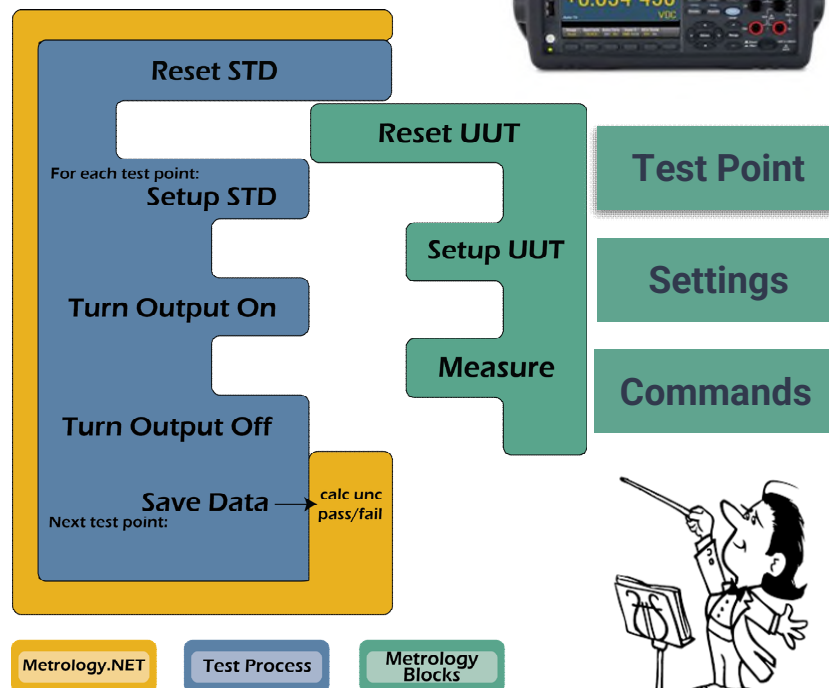 VDC
Reset STD
Reset UUT
For each test point:
Setup STD
Setup UUT
Turn Output On
Measure
Turn Output Off
Save Data
calc unc
pass/fail
Next test point:
Test Point
Settings
Commands
Metrology.NET
Test Process
Metrology
Blocks